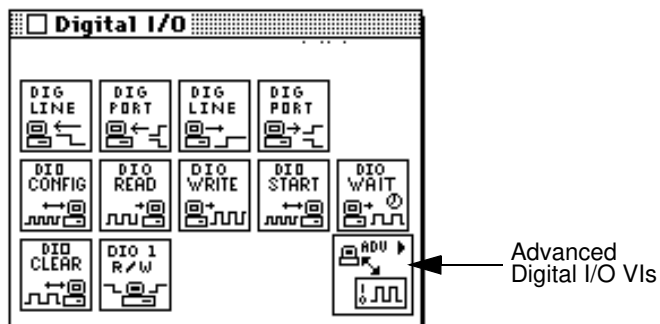 Digital I/O
DIG LINE
DIG PORT
DIG LINE
DIG PORT
DIO CONFIG
DIO READ
DIO WRITE
DIO START
DIO WAIT
DIO CLEAR
DIO 1 R/W
ADV
Advanced
Digital I/O VIs